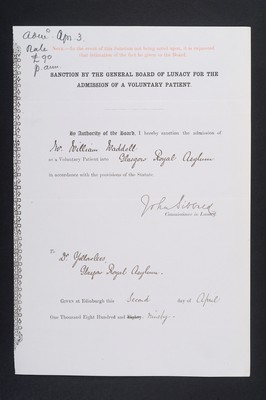 Apr. 3.
Rate
£90
p. ann.
Note.—In the event of this Sanction not being acted upon, it is requested
that intimation of the fact be given to this Board.
SANCTION BY THE GENERAL BOARD OF LUNACY FOR THE
ADMISSION OF A VOLUNTARY PATIENT.
By Authority of the Board, I hereby sanction the admission of
Mr. William Waddell
as a Voluntary Patient into Glasgow Royal Asylum
in accordance with the provisions of the Statute.
John Sibbald
Commissioner in Lunacy.
To
Dr. Yellowlees,
Glasgow Royal Asylum.
Given at Edinburgh this Second day of April
One Thousand Eight Hundred and Eighty- ninety.—